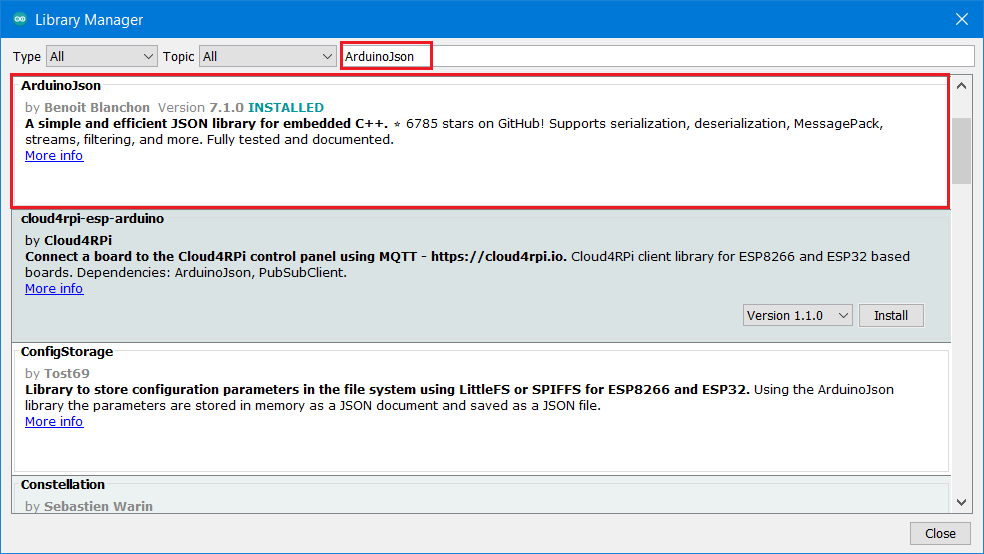 Library Manager
Type All Topic All ArduinoJson
ArduinoJson
by Benoit Blanchon Version 7.1.0 INSTALLED
A simple and efficient JSON library for embedded C++. ⭐ 6785 stars on GitHub! Supports serialization, deserialization, MessagePack,
streams, filtering, and more. Fully tested and documented.
More info
cloud4rpi-esp-arduino
by Cloud4RPi
Connect a board to the Cloud4RPi control panel using MQTT - https://cloud4rpi.io. Cloud4RPi client library for ESP8266 and ESP32 based
boards. Dependencies: ArduinoJson, PubSubClient.
More info
Version 1.1.0 Install
ConfigStorage
by Tost69
Library to store configuration parameters in the file system using LittleFS or SPIFFS for ESP8266 and ESP32. Using the ArduinoJson
library the parameters are stored in memory as a JSON document and saved as a JSON file.
More info
Constellation
by Sebastien Warin
Close